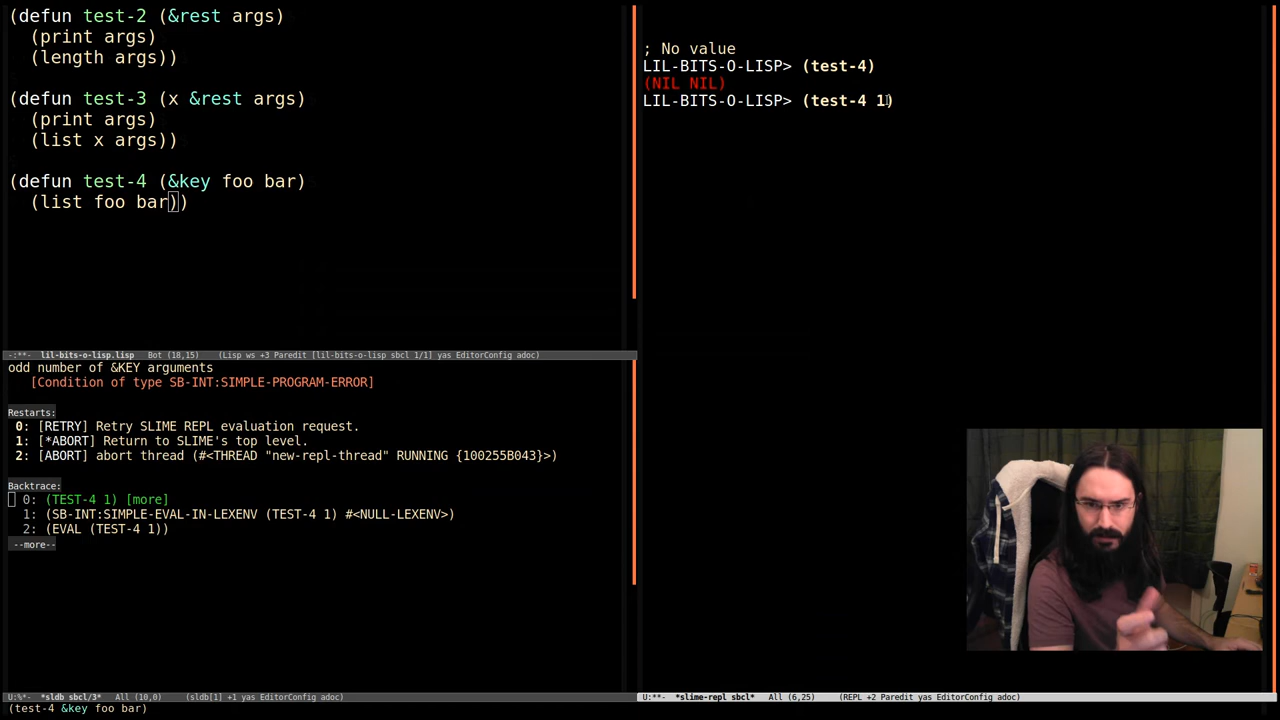 (defun test-2 (&rest args)
(print args)
(length args))
(defun test-3 (x &rest args)
(print args)
(list x args))
(defun test-4 (&key foo bar)
(list foo bar))
-:**-  lil-bits-o-lisp.lisp   Bot (18,15)   (Lisp ws +3 Paredit [lil-bits-o-lisp sbcl 1/1] yas EditorConfig adoc)
odd number of &KEY arguments
[Condition of type SB-INT:SIMPLE-PROGRAM-ERROR]
Restarts:
0: [RETRY] Retry SLIME REPL evaluation request.
1: [*ABORT] Return to SLIME's top level.
2: [ABORT] abort thread (#<THREAD "new-repl-thread" RUNNING {100255B043}>)
Backtrace:
0: (TEST-4 1) [more]
1: (SB-INT:SIMPLE-EVAL-IN-LEXENV (TEST-4 1) #<NULL-LEXENV>)
2: (EVAL (TEST-4 1))
--more--
U:%*-  *sldb sbcl/3*   All (10,0)   (sldb[1] +1 yas EditorConfig adoc)
(test-4 &key foo bar)
; No value
LIL-BITS-O-LISP> (test-4)
(NIL NIL)
LIL-BITS-O-LISP> (test-4 1)
U:**-  *slime-repl sbcl*   All (6,25)   (REPL +2 Paredit yas EditorConfig adoc)